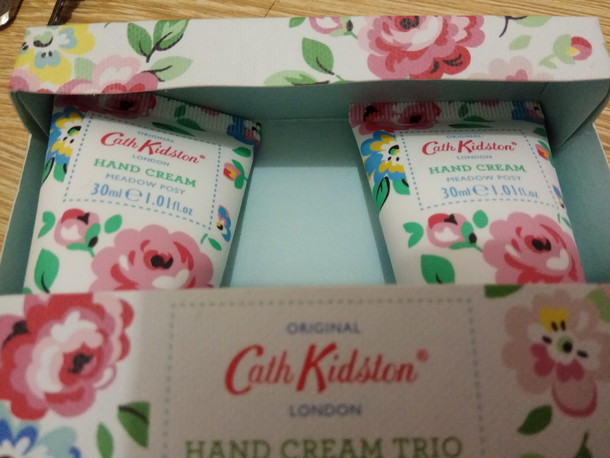 ORIGINAL
Cath Kidston®
LONDON
HAND CREAM
MEADOW POSY
30ml ℮ 1.01fl.oz
ORIGINAL
Cath Kidston®
LONDON
HAND CREAM
MEADOW POSY
30ml ℮ 1.01fl.oz
ORIGINAL
Cath Kidston®
LONDON
HAND CREAM TRIO